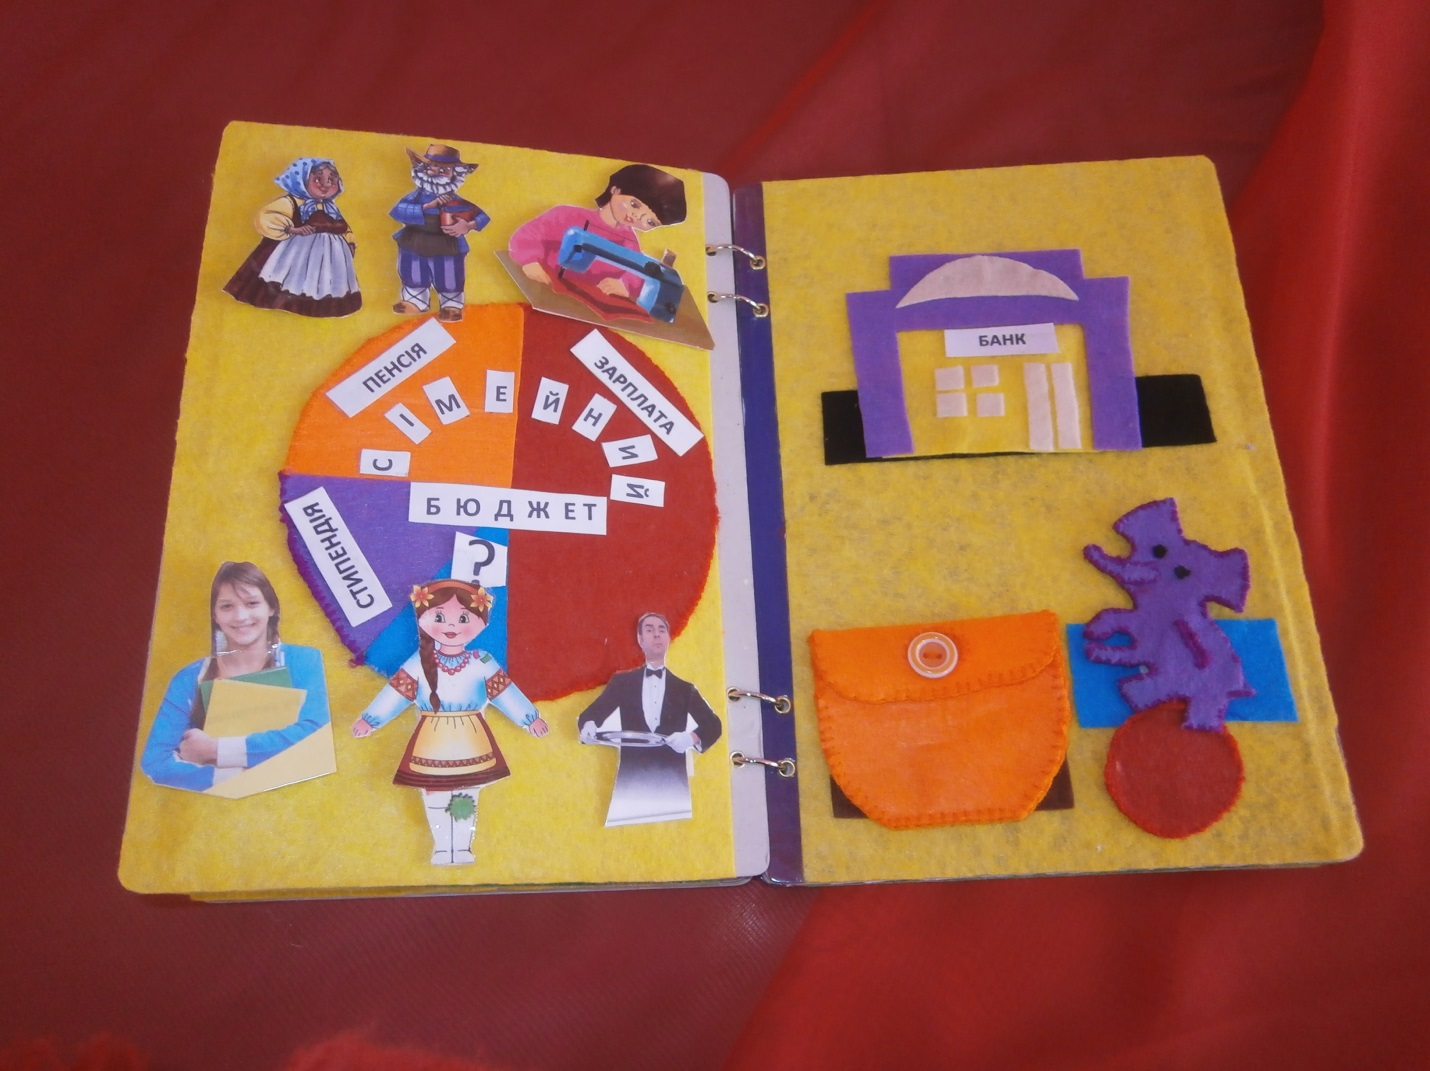 ПЕНСІЯ
ЗАРПЛАТА
СІМЕЙНИЙ
БЮДЖЕТ
СТИПЕНДІЯ
?
БАНК